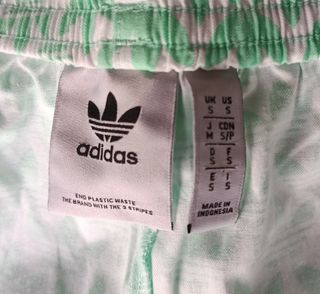 adidas
END PLASTIC WASTE
THE BRAND WITH THE 3 STRIPES
UK US
S S
J CDN
M S/P
D F
S S
E I
S S
MADE IN
INDONESIA